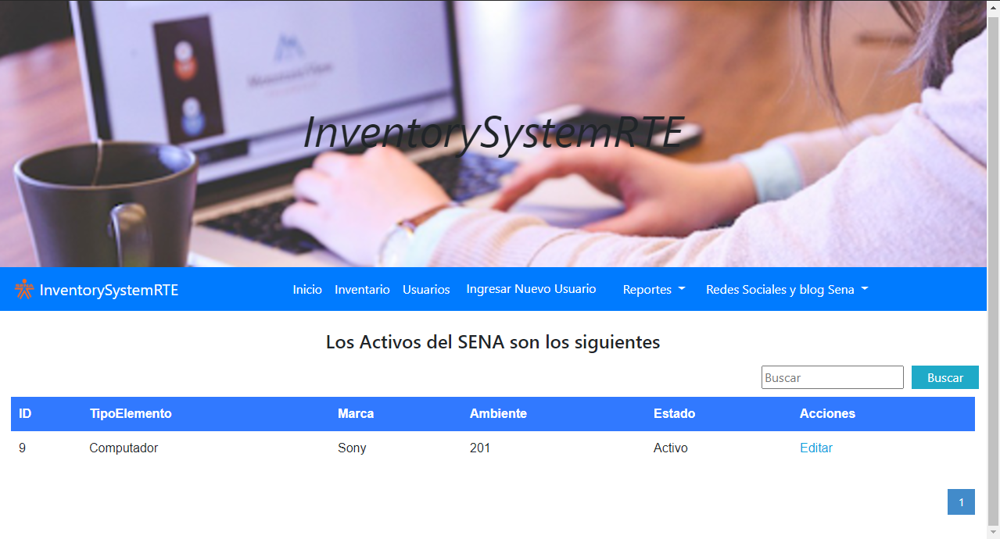 InventorySystemRTE
InventorySystemRTE Inicio Inventario Usuarios Ingresar Nuevo Usuario Reportes Redes Sociales y blog Sena
Los Activos del SENA son los siguientes
Buscar Buscar
ID TipoElemento Marca Ambiente Estado Acciones
9 Computador Sony 201 Activo Editar
1